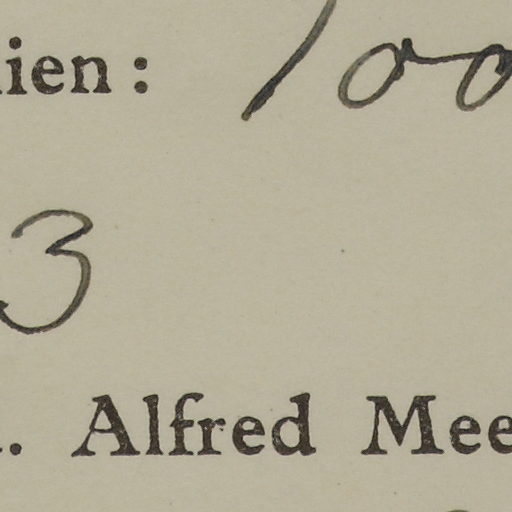 ien: 100
3
. Alfred Mee